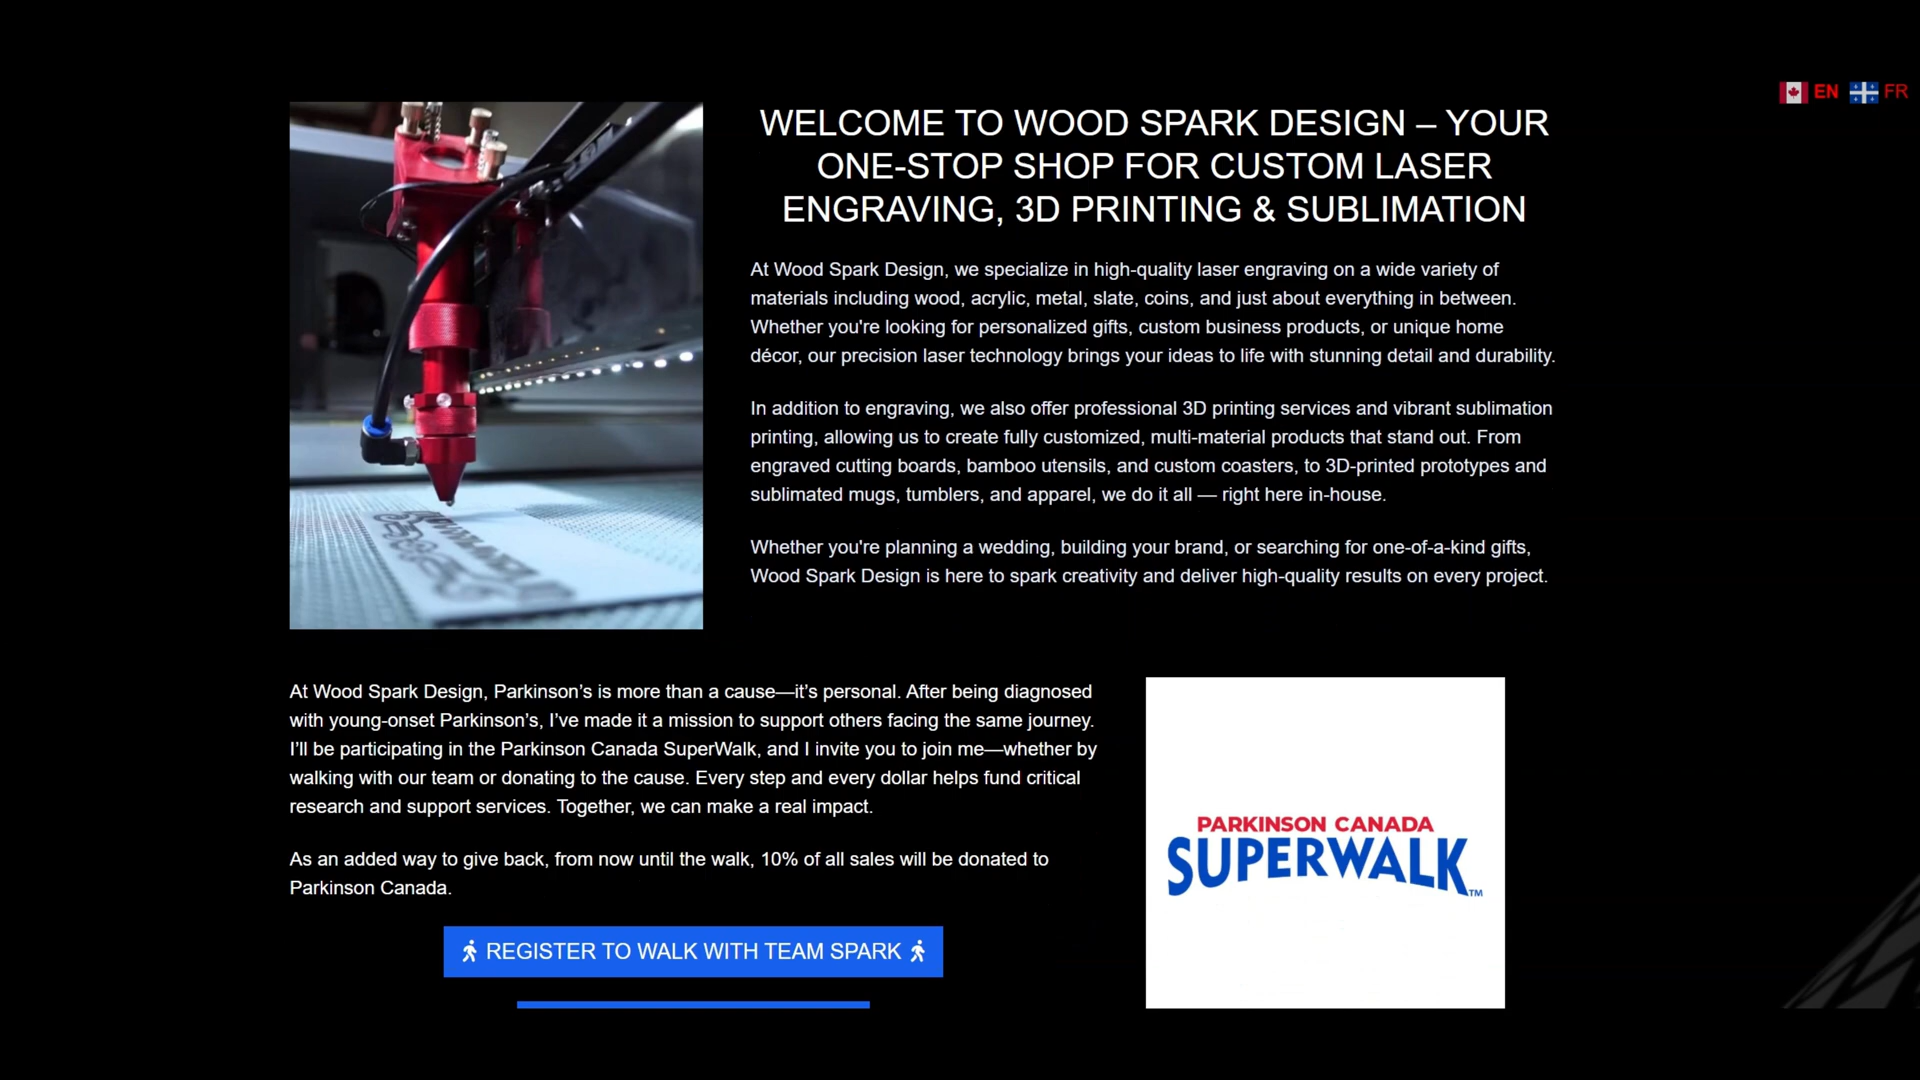 EN FR
WELCOME TO WOOD SPARK DESIGN – YOUR
ONE-STOP SHOP FOR CUSTOM LASER
ENGRAVING, 3D PRINTING & SUBLIMATION
At Wood Spark Design, we specialize in high-quality laser engraving on a wide variety of
materials including wood, acrylic, metal, slate, coins, and just about everything in between.
Whether you're looking for personalized gifts, custom business products, or unique home
décor, our precision laser technology brings your ideas to life with stunning detail and durability.
In addition to engraving, we also offer professional 3D printing services and vibrant sublimation
printing, allowing us to create fully customized, multi-material products that stand out. From
engraved cutting boards, bamboo utensils, and custom coasters, to 3D-printed prototypes and
sublimated mugs, tumblers, and apparel, we do it all — right here in-house.
Whether you're planning a wedding, building your brand, or searching for one-of-a-kind gifts,
Wood Spark Design is here to spark creativity and deliver high-quality results on every project.
At Wood Spark Design, Parkinson’s is more than a cause—it’s personal. After being diagnosed
with young-onset Parkinson’s, I’ve made it a mission to support others facing the same journey.
I’ll be participating in the Parkinson Canada SuperWalk, and I invite you to join me—whether by
walking with our team or donating to the cause. Every step and every dollar helps fund critical
research and support services. Together, we can make a real impact.
As an added way to give back, from now until the walk, 10% of all sales will be donated to
Parkinson Canada.
REGISTER TO WALK WITH TEAM SPARK
PARKINSON CANADA
SUPERWALK™